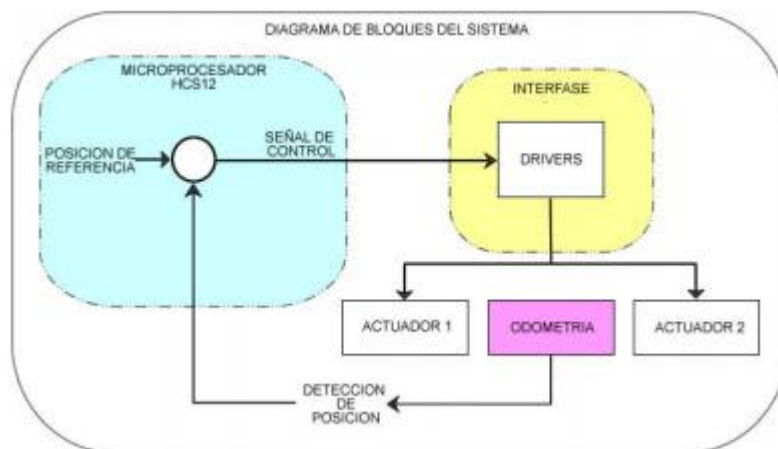 DIAGRAMA DE BLOQUES DEL SISTEMA
MICROPROCESADOR
HCS12
INTERFASE
POSICION DE
REFERENCIA
SEÑAL DE
CONTROL
DRIVERS
ACTUADOR 1
ODOMETRIA
ACTUADOR 2
DETECCION
DE
POSICION